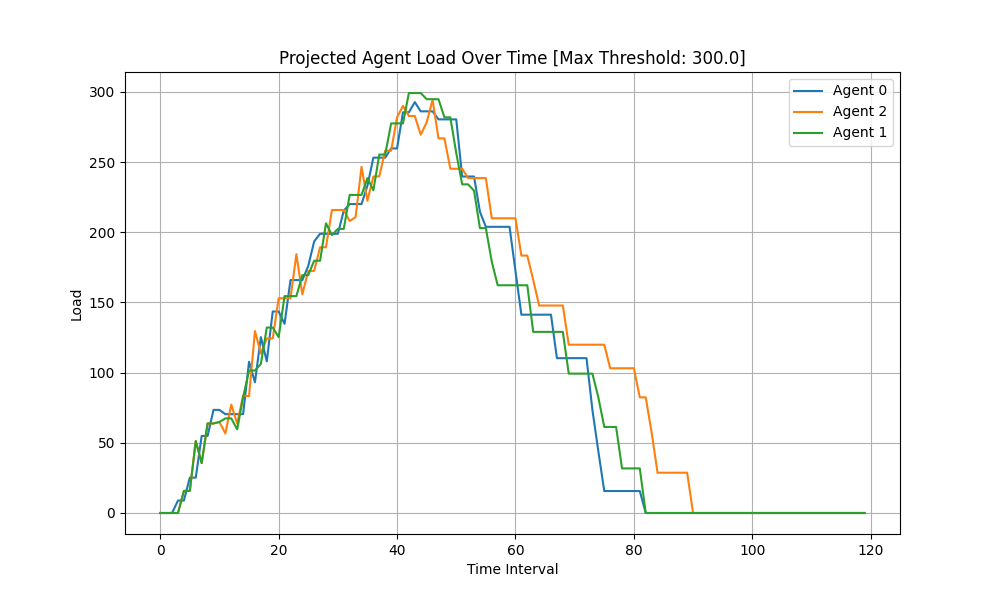 Projected Agent Load Over Time [Max Threshold: 300.0]
Agent 0
Agent 2
Agent 1
Load
300
250
200
150
100
50
0
0 20 40 60 80 100 120
Time Interval